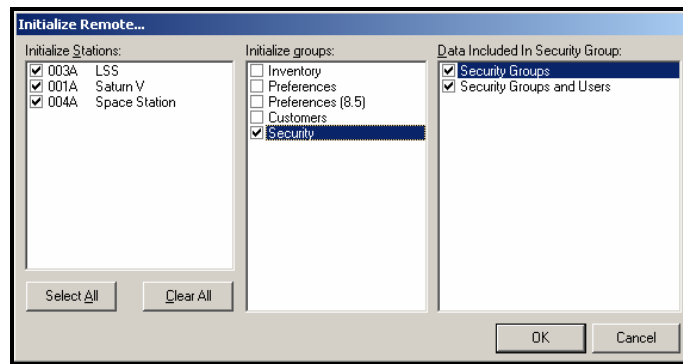 Initialize Remote...
Initialize Stations:
003A LSS
001A Saturn V
004A Space Station
Select All
Clear All
Initialize groups:
Inventory
Preferences
Preferences (8.5)
Customers
Security
Data Included In Security Group:
Security Groups
Security Groups and Users
OK
Cancel